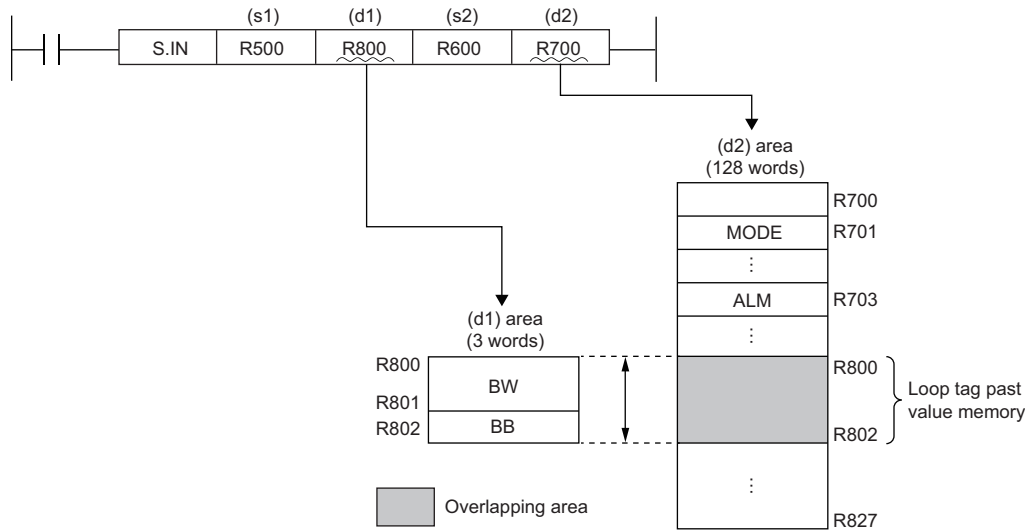 (s1) (d1) (s2) (d2)
S.IN R500 R800 R600 R700
(d2) area
(128 words)
R700
MODE R701
⋮
ALM R703
⋮
(d1) area
(3 words)
R800 BW
R801
R802 BB
R800
R802
Loop tag past
value memory
⋮
R827
Overlapping area